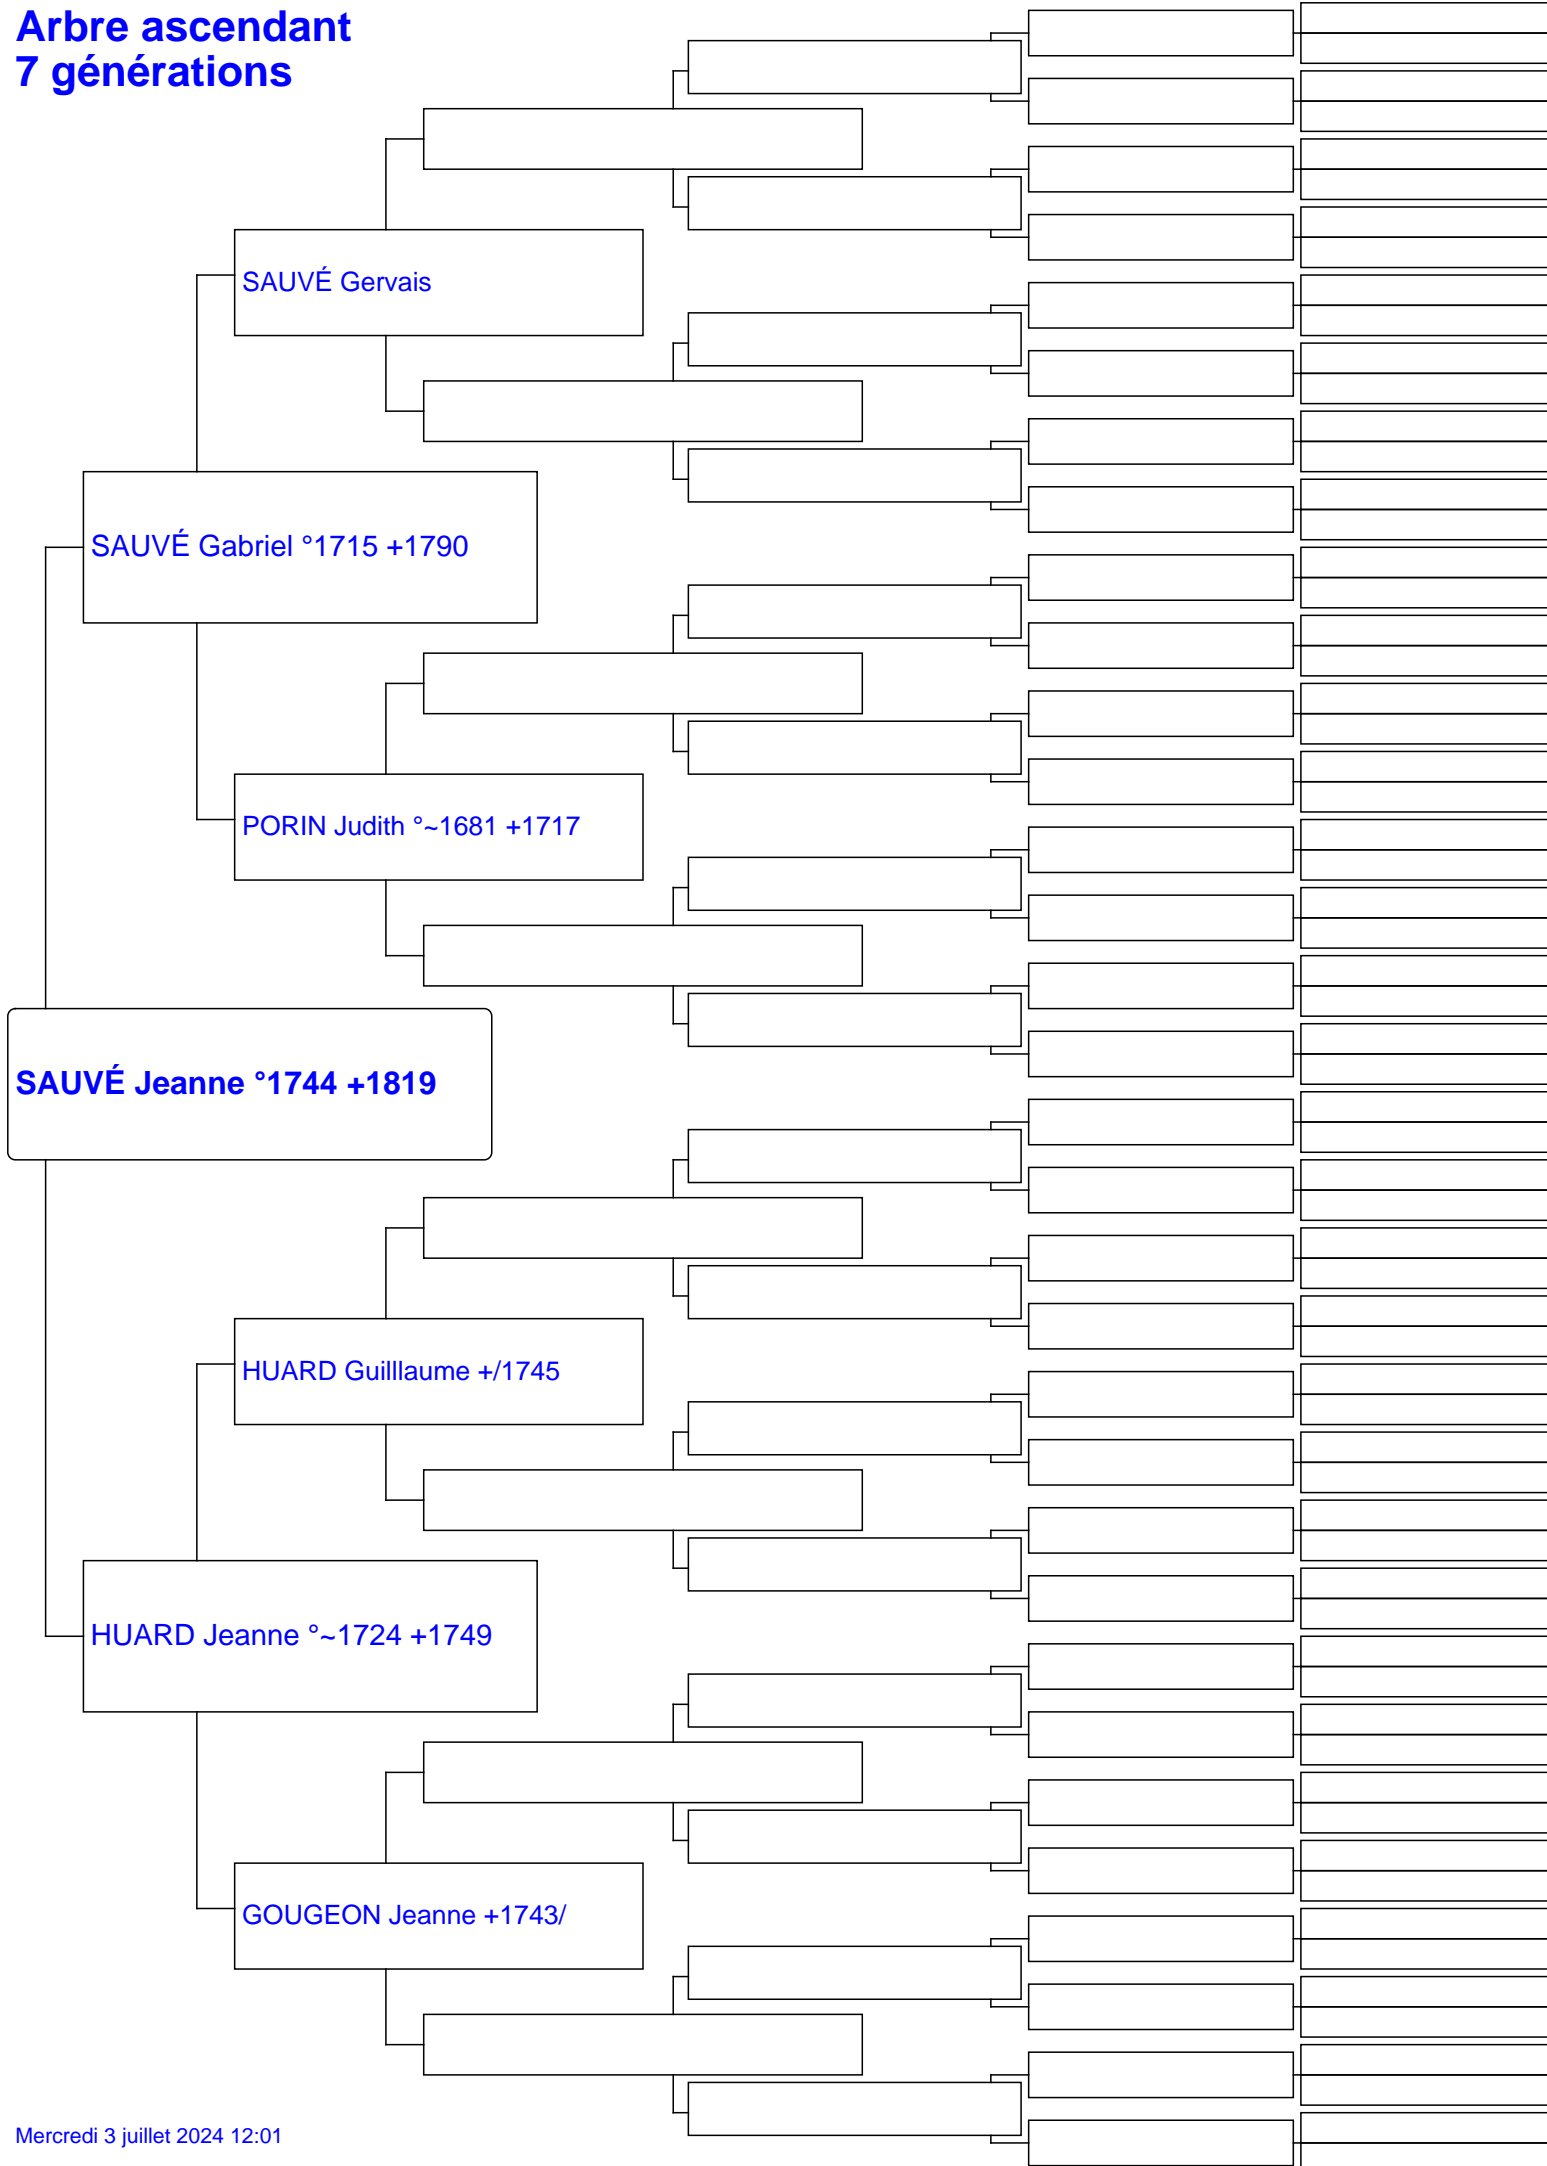 Arbre ascendant
7 générations
SAUVÉ Gervais
SAUVÉ Gabriel °1715 +1790
PORIN Judith °~1681 +1717
SAUVÉ Jeanne °1744 +1819
HUARD Guilllaume +/1745
HUARD Jeanne °~1724 +1749
GOUGEON Jeanne +1743/
Mercredi 3 juillet 2024 12:01